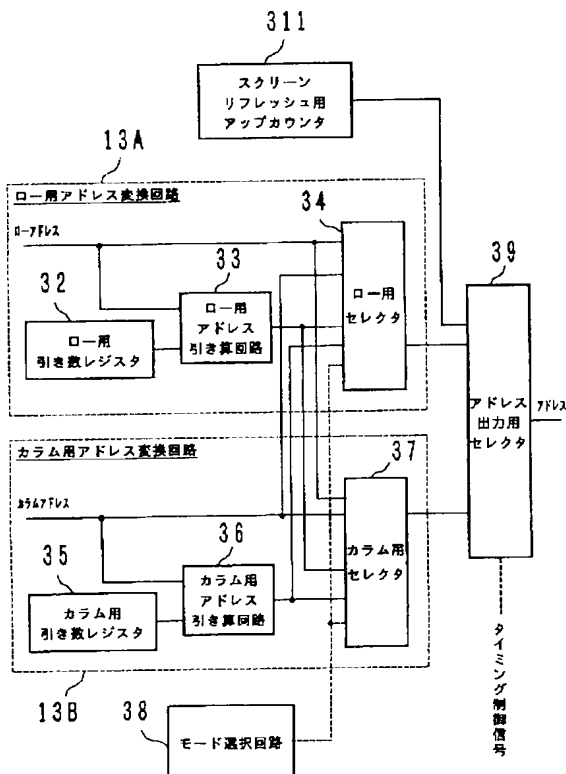 311
スクリーン
リフレッシュ用
アップカウンタ
13A
ロー用アドレス変換回路
ローアドレス
32
ロー用
引き数レジスタ
33
ロー用
アドレス
引き算回路
34
ロー用
セレクタ
39
アドレス
出力用
セレクタ
アドレス
カラム用アドレス変換回路
カラムアドレス
35
カラム用
引き数レジスタ
36
カラム用
アドレス
引き算回路
37
カラム用
セレクタ
13B
38
モード選択回路
タイミング制御信号